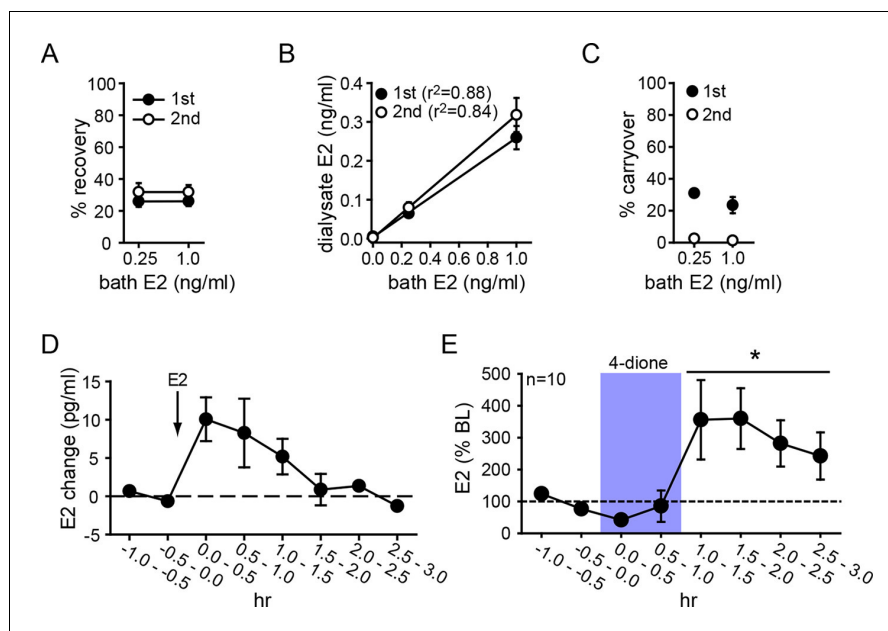 A
% recovery
100
80
60
40
20
0
1st
2nd
0.25 1.0
bath E2 (ng/ml)
B
dialysate E2 (ng/ml)
0.4
0.3
0.2
0.1
0.0
1st (r²=0.88)
2nd (r²=0.84)
0.0 0.2 0.4 0.6 0.8 1.0
bath E2 (ng/ml)
C
% carryover
100
80
60
40
20
0
1st
2nd
0.25 1.0
bath E2 (ng/ml)
D
E2 change (pg/ml)
15
10
5
0
-5
E2
-1.0 - -0.5
-0.5 - 0.0
0.0 - 0.5
0.5 - 1.0
1.0 - 1.5
1.5 - 2.0
2.0 - 2.5
2.5 - 3.0
hr
E
E2 (% BL)
500
400
300
200
100
0
n=10
4-dione
*
-1.0 - -0.5
-0.5 - 0.0
0.0 - 0.5
0.5 - 1.0
1.0 - 1.5
1.5 - 2.0
2.0 - 2.5
2.5 - 3.0
hr